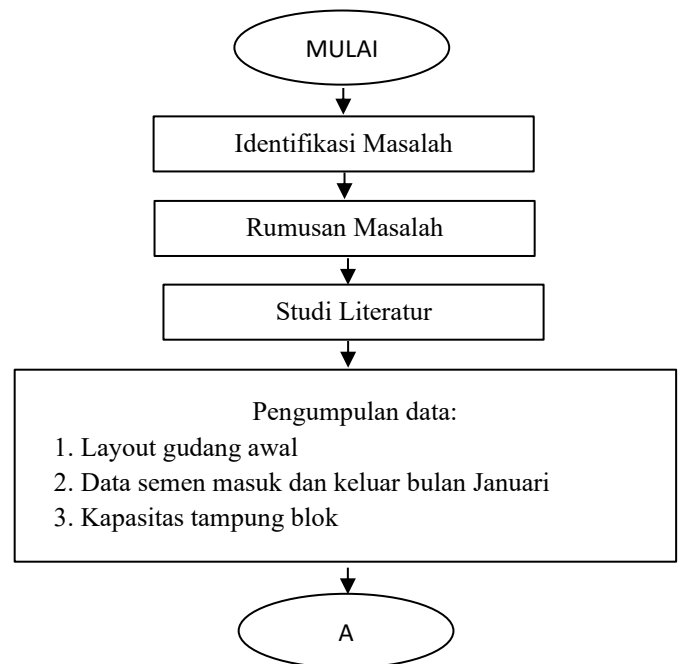 MULAI
Identifikasi Masalah
Rumusan Masalah
Studi Literatur
Pengumpulan data:
1. Layout gudang awal
2. Data semen masuk dan keluar bulan Januari
3. Kapasitas tampung blok
A